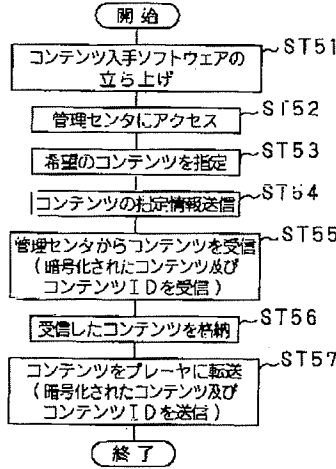 開始
コンテンツ入手ソフトウェアの
立ち上げ
ST51
管理センタにアクセス
ST52
希望のコンテンツを指定
ST53
コンテンツの指定情報送信
ST54
管理センタからコンテンツを受信
(暗号化されたコンテンツ及び
コンテンツIDを受信)
ST55
受信したコンテンツを格納
ST56
コンテンツをプレーヤに転送
(暗号化されたコンテンツ及び
コンテンツIDを送信)
ST57
終了